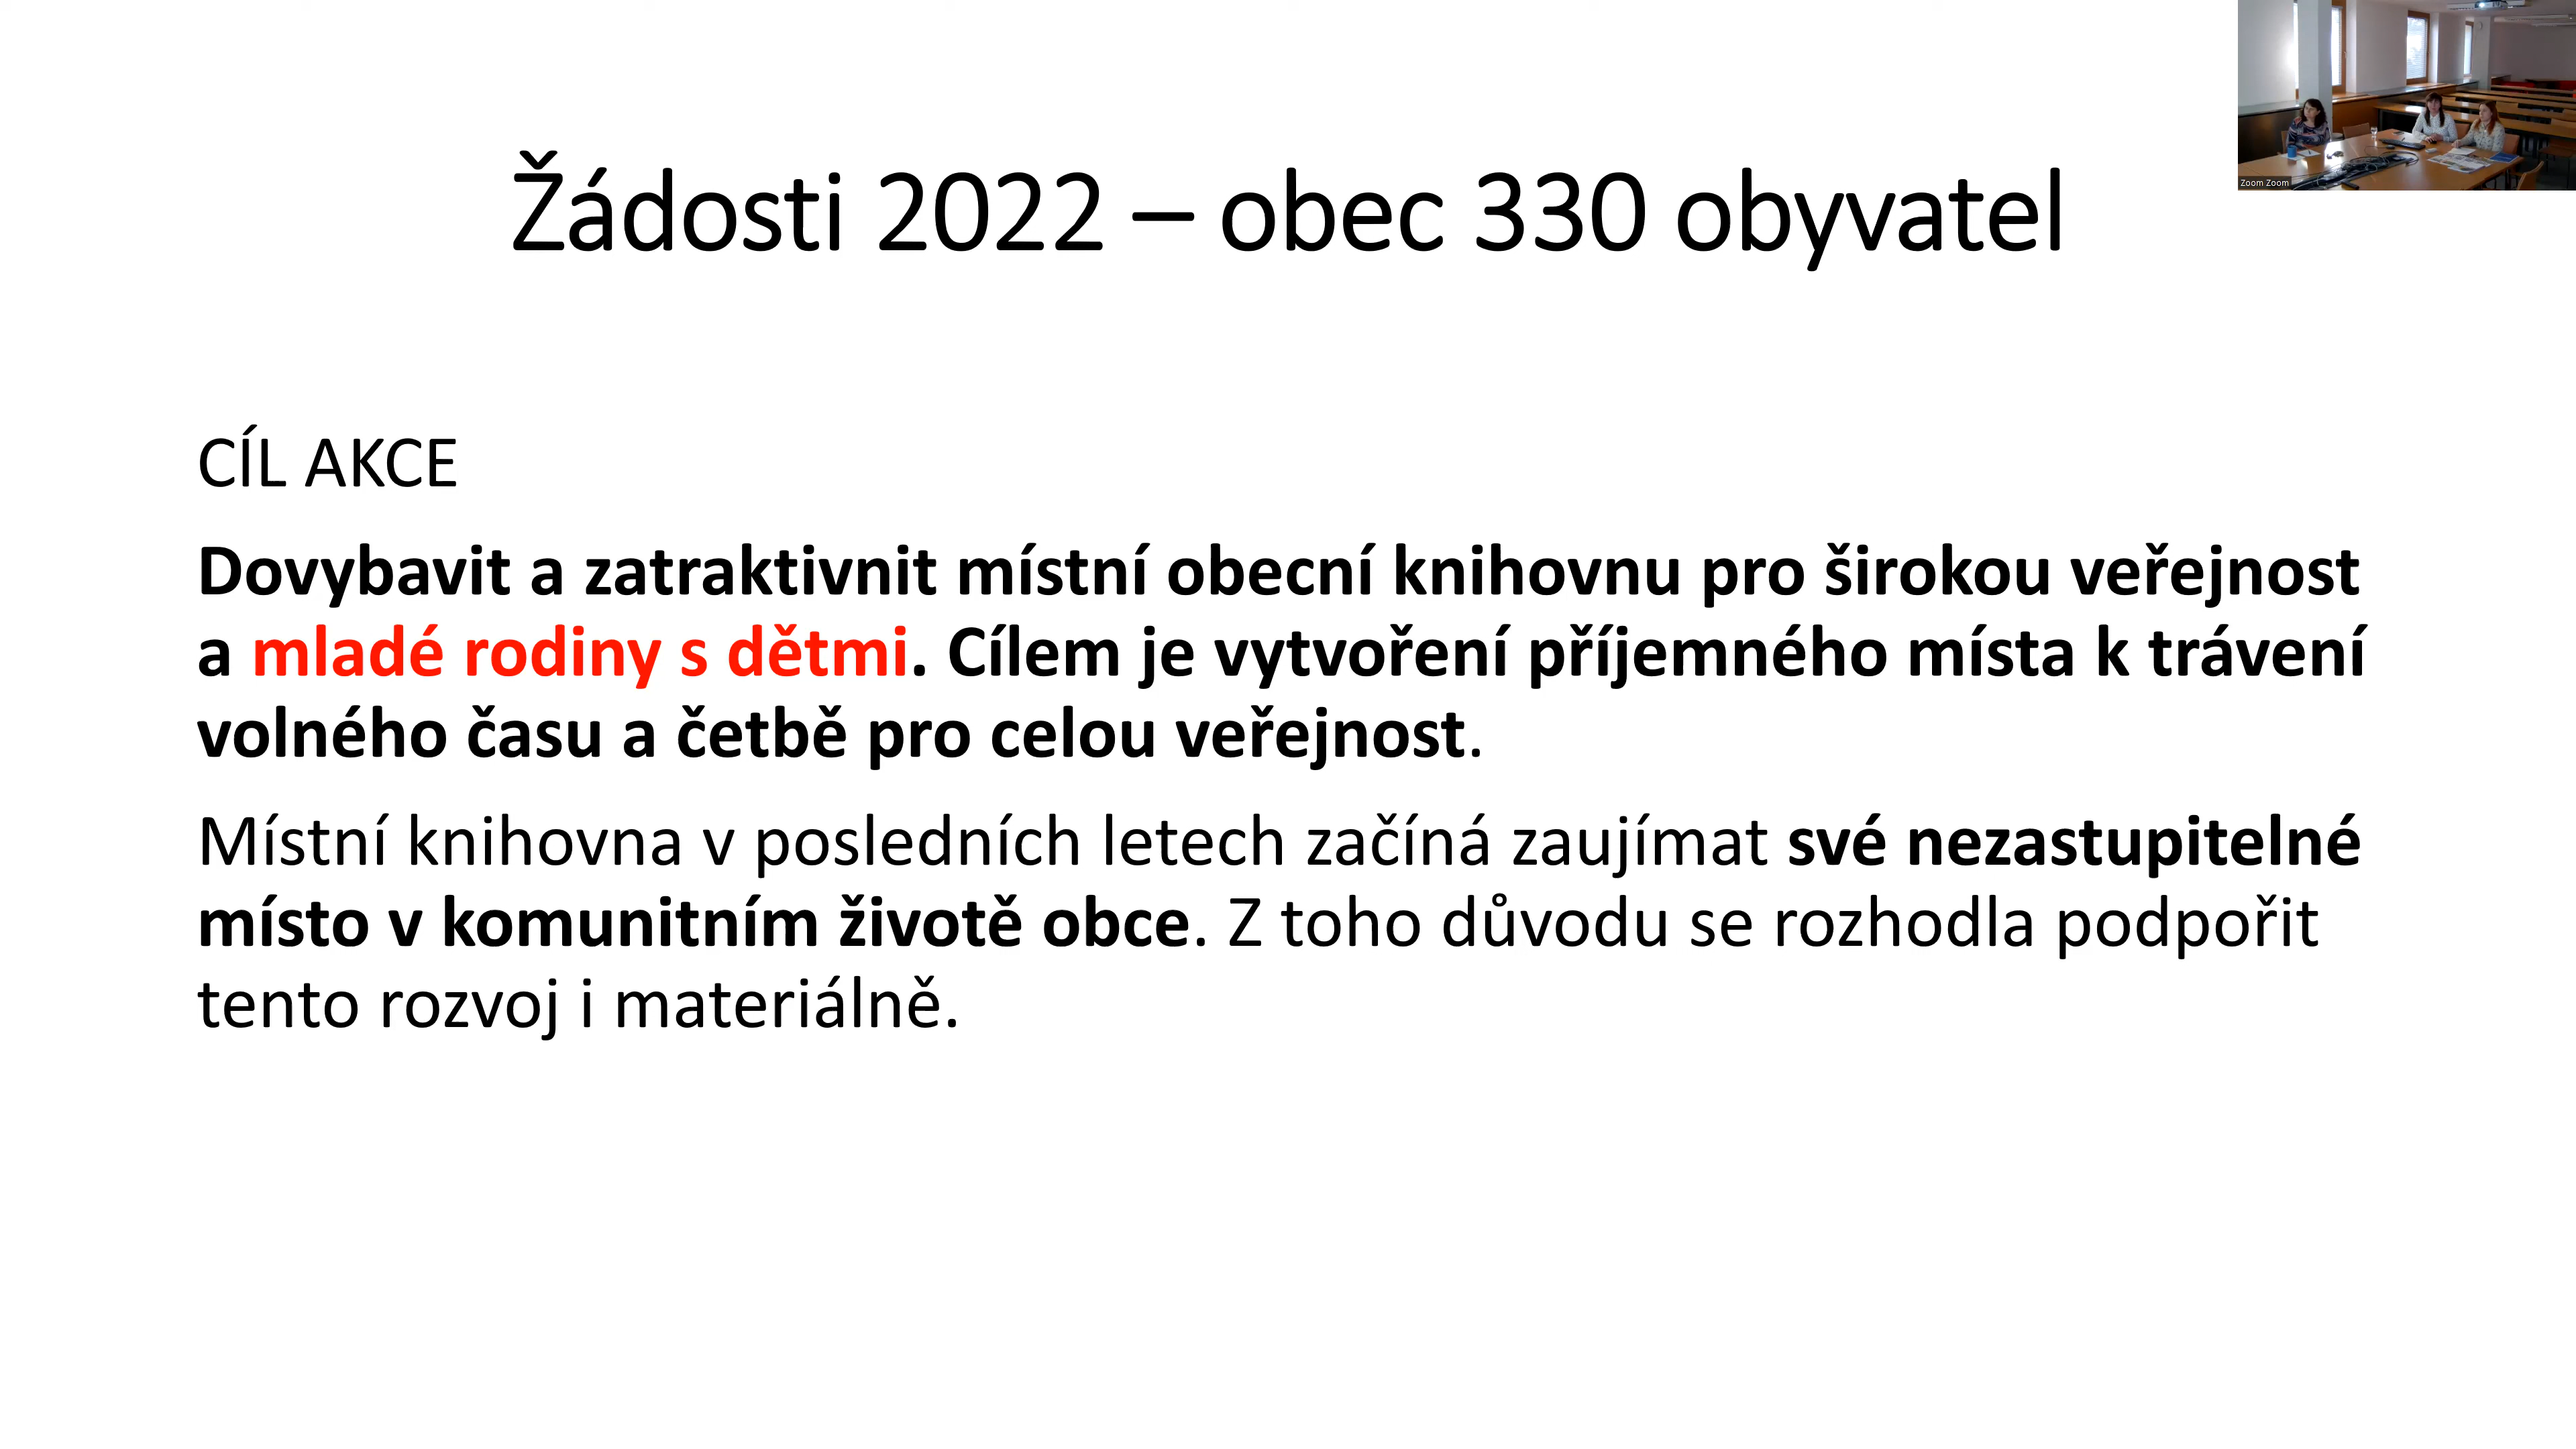 Zoom Zoom
Žádosti 2022 – obec 330 obyvatel
CÍL AKCE
Dovybavit a zatraktivnit místní obecní knihovnu pro širokou veřejnost
a mladé rodiny s dětmi. Cílem je vytvoření příjemného místa k trávení
volného času a četbě pro celou veřejnost.
Místní knihovna v posledních letech začíná zaujímat své nezastupitelné
místo v komunitním životě obce. Z toho důvodu se rozhodla podpořit
tento rozvoj i materiálně.